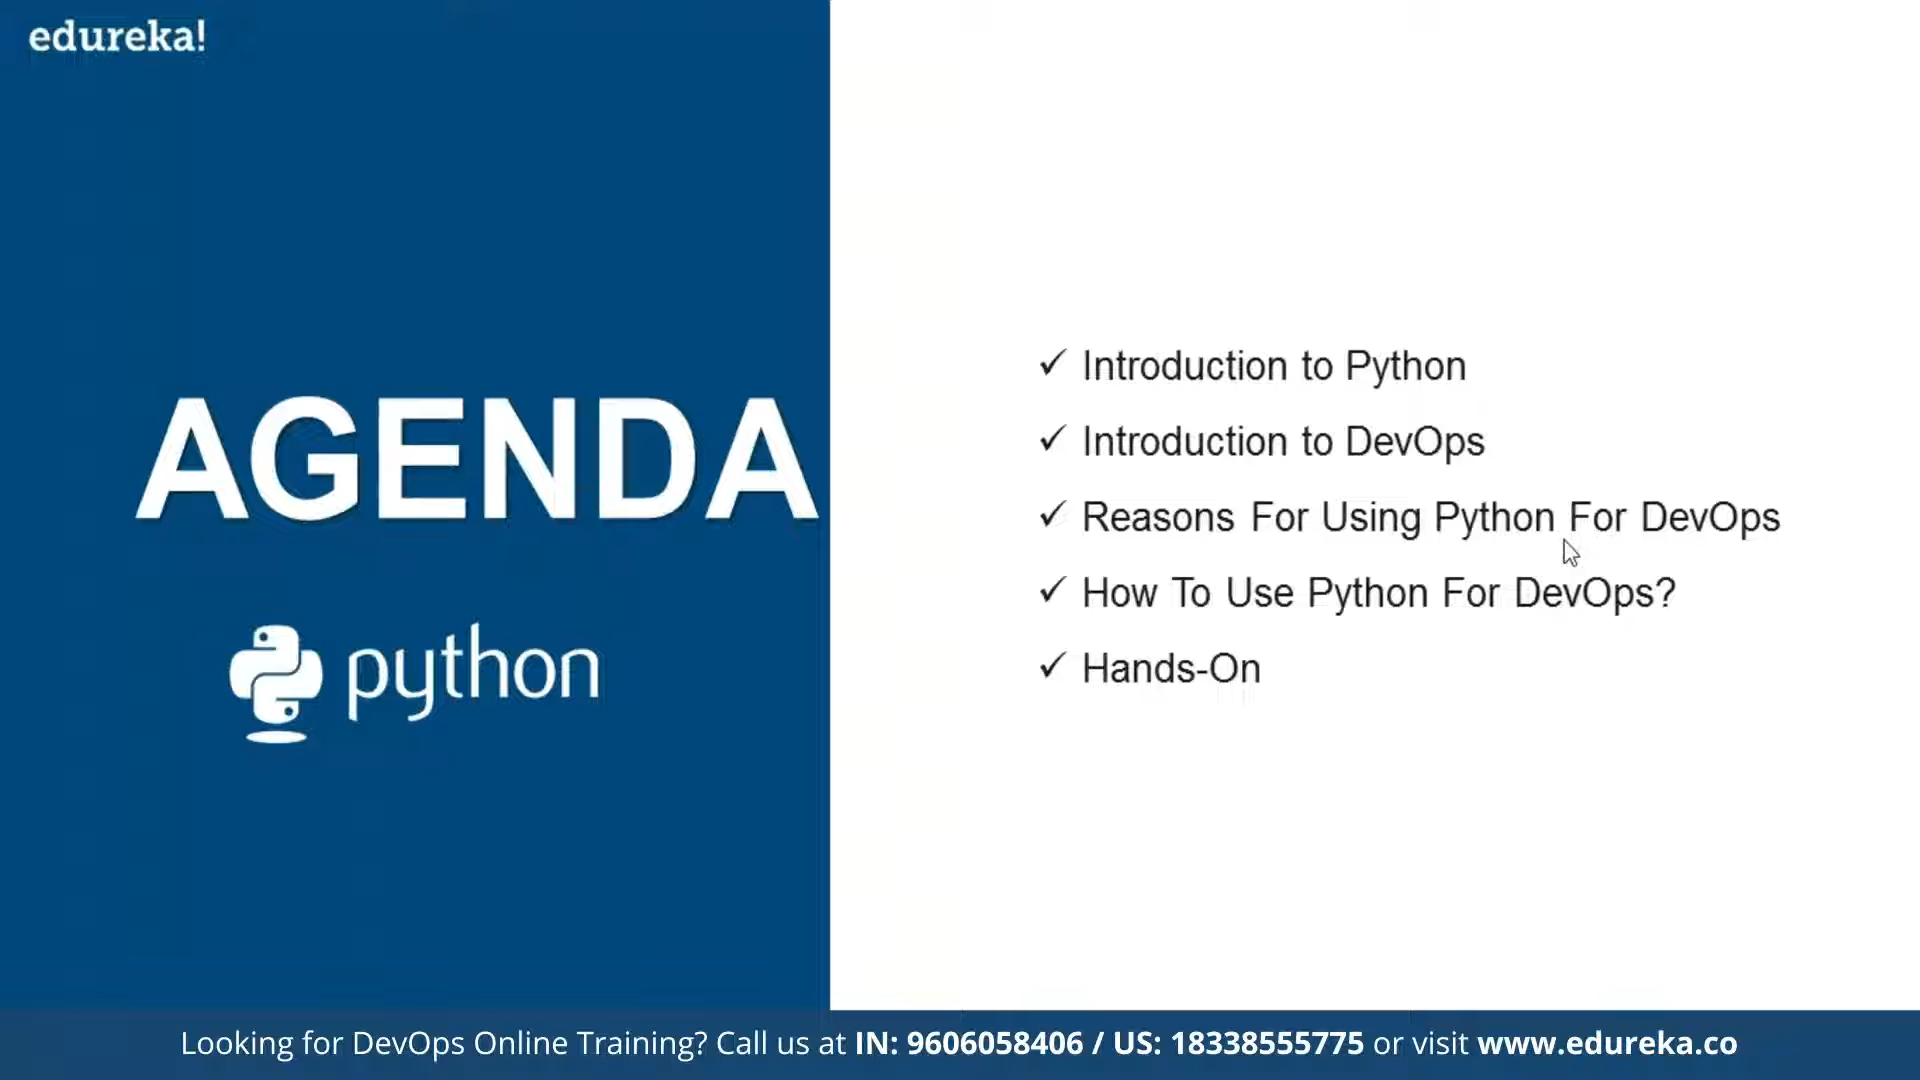 edureka!
AGENDA
python
✓ Introduction to Python
✓ Introduction to DevOps
✓ Reasons For Using Python For DevOps
✓ How To Use Python For DevOps?
✓ Hands-On
Looking for DevOps Online Training? Call us at IN: 9606058406 / US: 18338555775 or visit www.edureka.co